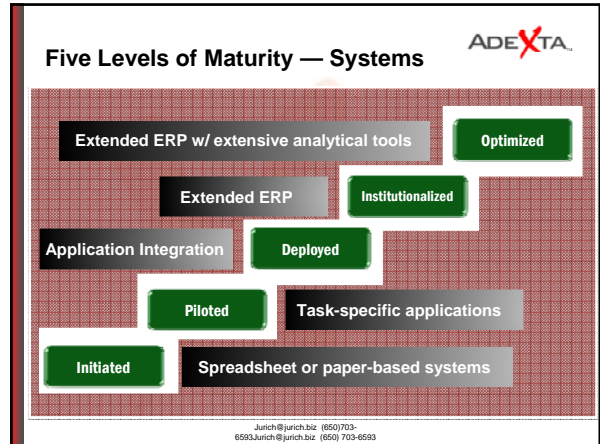 Five Levels of Maturity — Systems
ADEXTA™
Extended ERP w/ extensive analytical tools
Optimized
Extended ERP
Institutionalized
Application Integration
Deployed
Piloted
Task-specific applications
Initiated
Spreadsheet or paper-based systems
Jurich@jurich.biz (650)703-
6593Jurich@jurich.biz (650) 703-6593